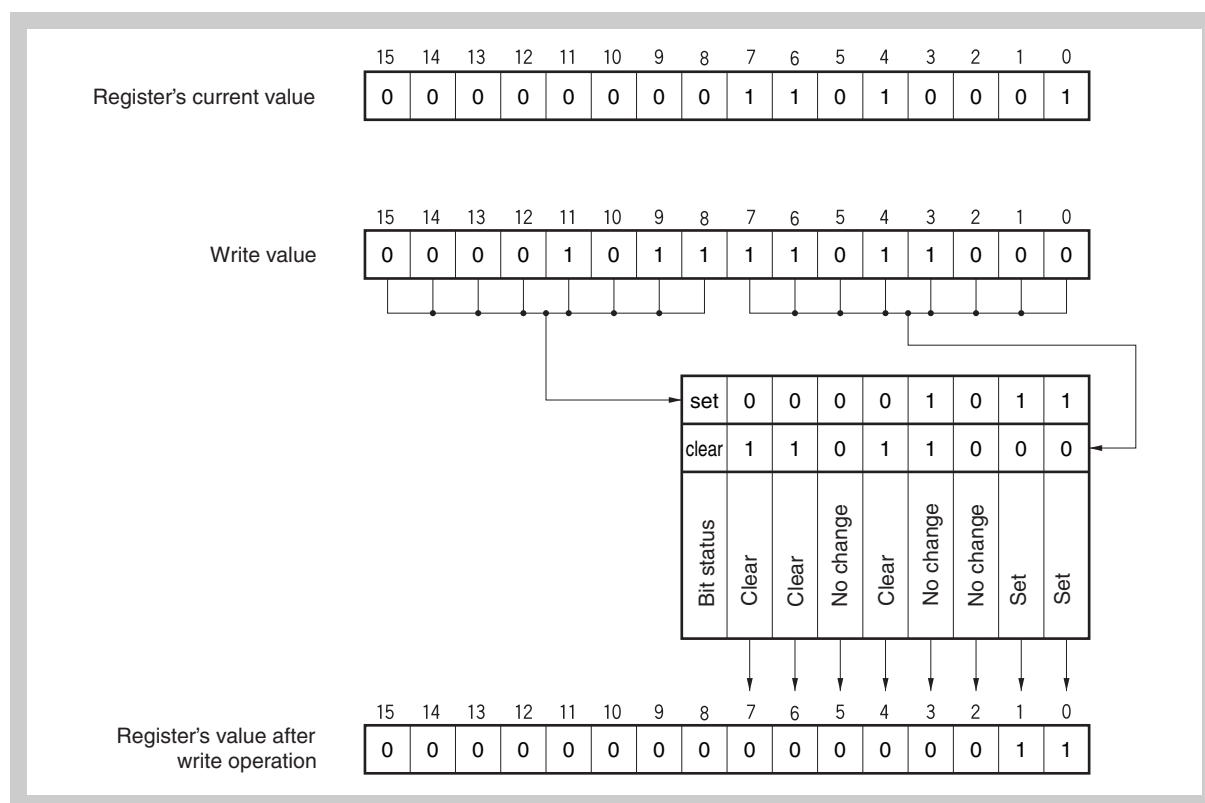 15 14 13 12 11 10 9 8 7 6 5 4 3 2 1 0
Register's current value 0 0 0 0 0 0 0 0 1 1 0 1 0 0 0 1
15 14 13 12 11 10 9 8 7 6 5 4 3 2 1 0
Write value 0 0 0 0 1 0 1 1 1 1 0 1 1 0 0 0
set 0 0 0 0 1 0 1 1
clear 1 1 0 1 1 0 0 0
Bit status Clear Clear No change Clear No change No change Set Set
15 14 13 12 11 10 9 8 7 6 5 4 3 2 1 0
Register's value after
write operation 0 0 0 0 0 0 0 0 0 0 0 0 0 0 1 1